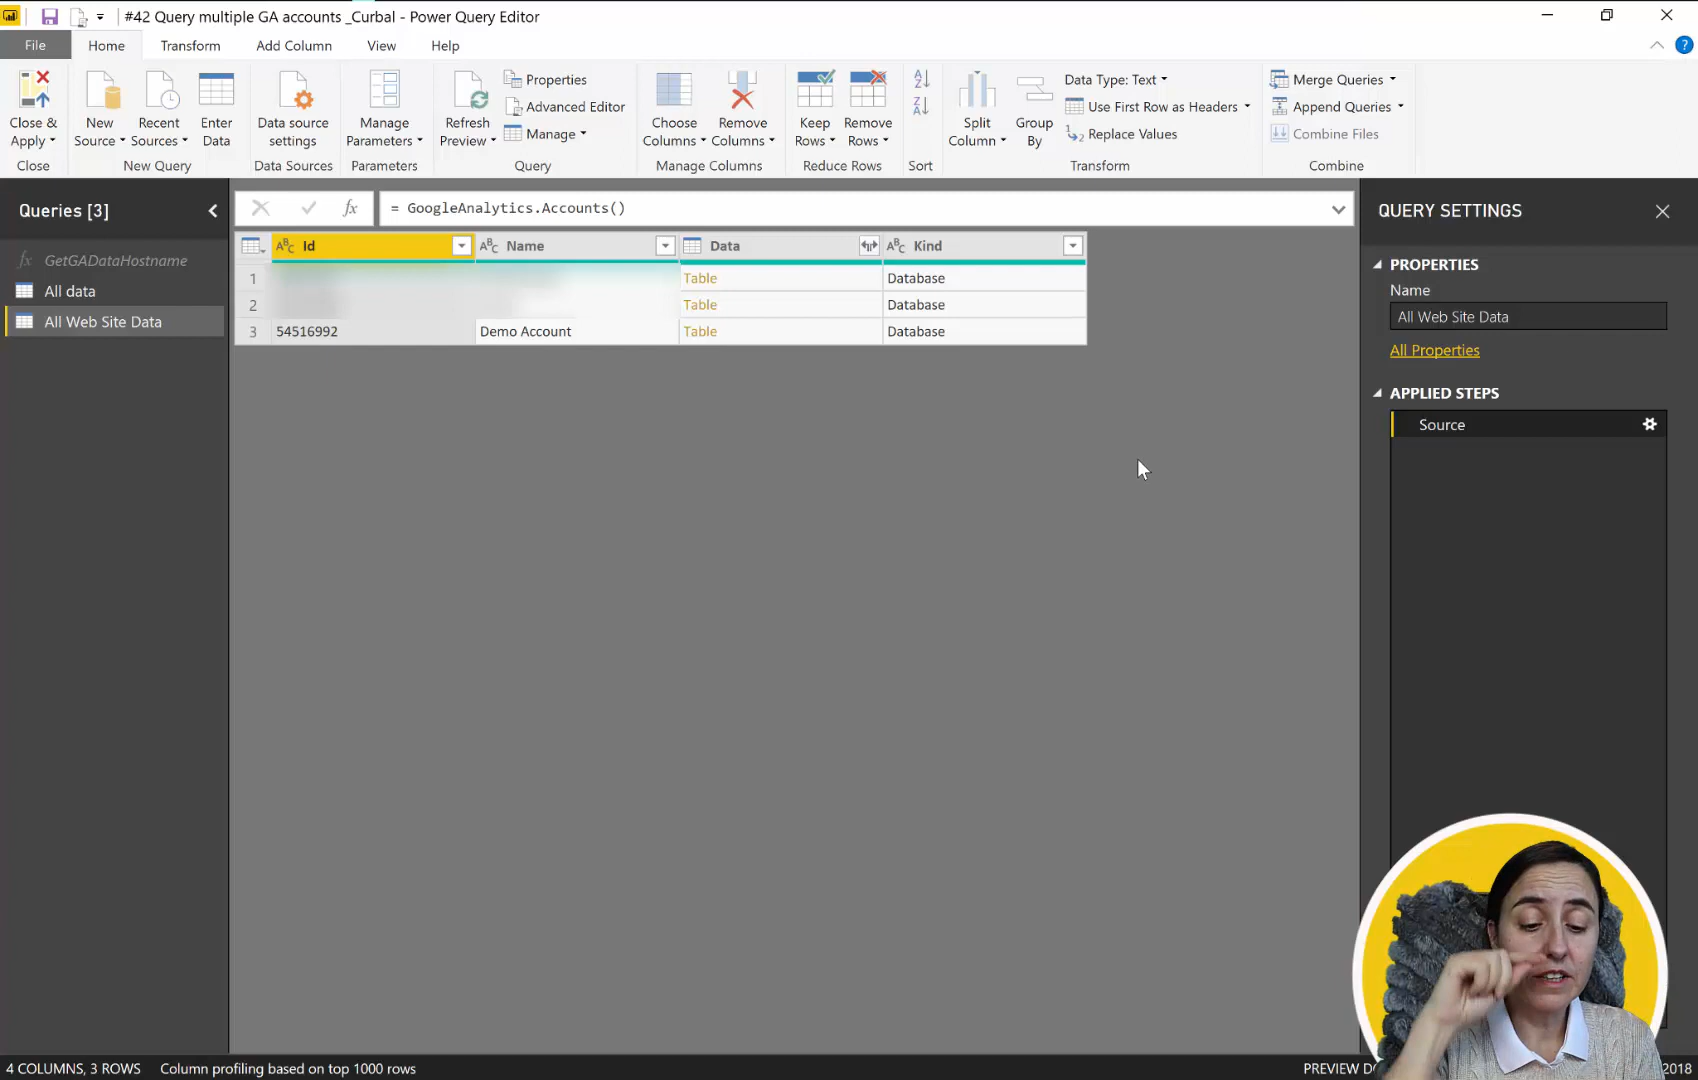 #42 Query multiple GA accounts _Curbal - Power Query Editor
File Home Transform Add Column View Help
Close & Apply
New Source
Recent Sources
Enter Data
Data source settings
Manage Parameters
Refresh Preview
Properties
Advanced Editor
Manage
Choose Columns
Remove Columns
Keep Rows
Remove Rows
Split Column
Group By
Data Type: Text
Use First Row as Headers
Replace Values
Merge Queries
Append Queries
Combine Files
Close New Query Data Sources Parameters Query Manage Columns Reduce Rows Sort Transform Combine
Queries [3]
GetGADataHostname
All data
All Web Site Data
= GoogleAnalytics.Accounts()
Id Name Data Kind
1 Table Database
2 Table Database
3 54516992 Demo Account Table Database
QUERY SETTINGS
PROPERTIES
Name
All Web Site Data
All Properties
APPLIED STEPS
Source
4 COLUMNS, 3 ROWS Column profiling based on top 1000 rows
PREVIEW
2018